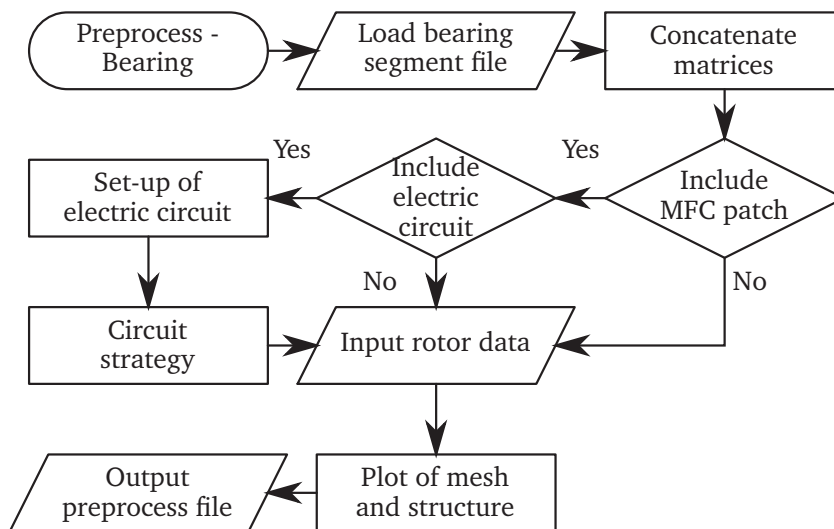 Preprocess -
Bearing
Load bearing
segment file
Concatenate
matrices
Include
MFC patch
Yes
No
Include
electric
circuit
Yes
No
Set-up of
electric circuit
Circuit
strategy
Input rotor data
Plot of mesh
and structure
Output
preprocess file